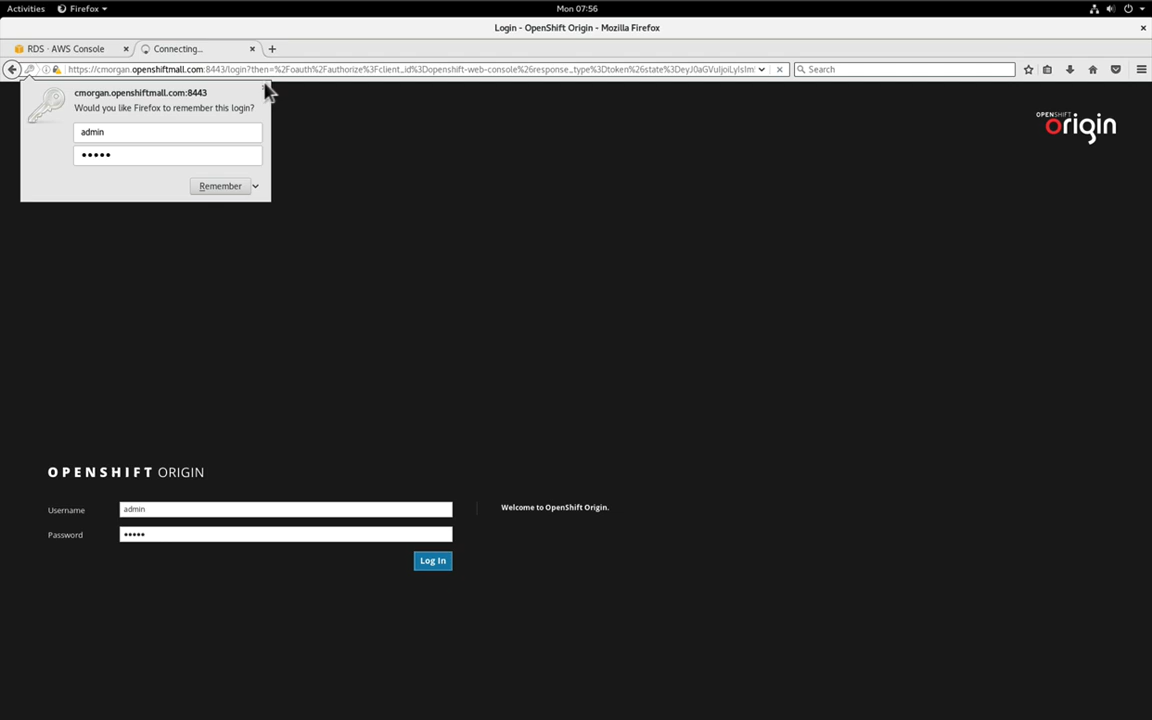 Activities
Firefox
Mon 07:56
Login - OpenShift Origin - Mozilla Firefox
RDS · AWS Console
Connecting...
https://cmorgan.openshiftmall.com:8443/login?then=%2Foauth%2Fauthorize%3Fclient_id%3Dopenshift-web-console%26response_type%3Dtoken%26state%3DeyJ0aGVuIjoiLyIsIm
Search
cmorgan.openshiftmall.com:8443
Would you like Firefox to remember this login?
admin
•••••
Remember
OPENSHIFT
origin
OPENSHIFT ORIGIN
Username
admin
Welcome to OpenShift Origin.
Password
•••••
Log In